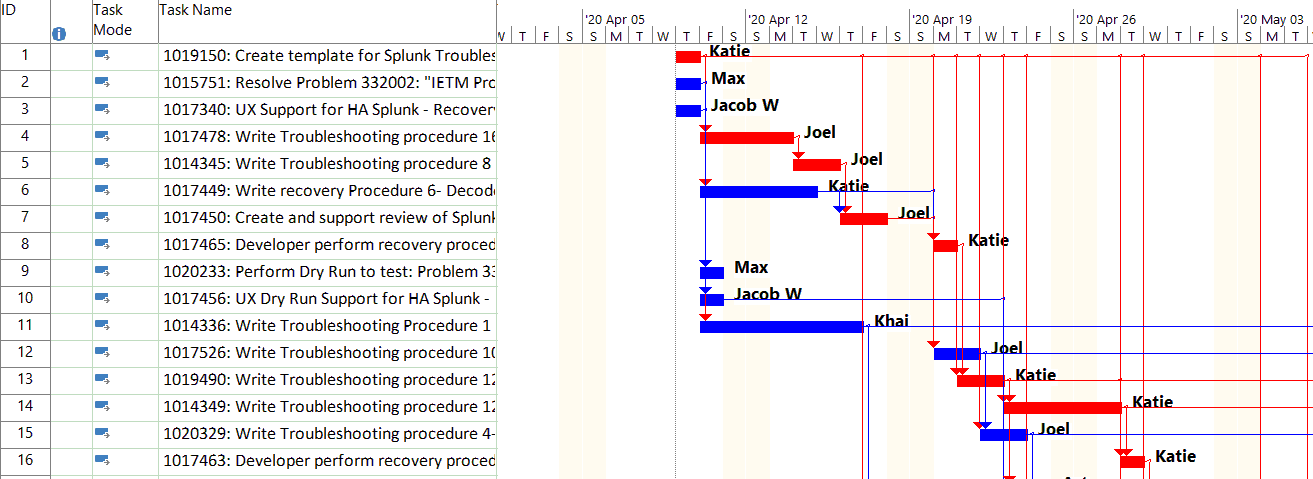 ID Task Mode Task Name
'20 Apr 05 '20 Apr 12 '20 Apr 19 '20 Apr 26 '20 May 03
T F S S M T W T F S S M T W T F S S M T W T F S S M T W T F S S M T
1 1019150: Create template for Splunk Troubles Katie
2 1015751: Resolve Problem 332002: "IETM Pro Max
3 1017340: UX Support for HA Splunk - Recover Jacob W
4 1017478: Write Troubleshooting procedure 16 Joel
5 1014345: Write Troubleshooting procedure 8 Joel
6 1017449: Write recovery Procedure 6- Decod Katie
7 1017450: Create and support review of Splunk Joel
8 1017465: Developer perform recovery proced Katie
9 1020233: Perform Dry Run to test: Problem 33 Max
10 1017456: UX Dry Run Support for HA Splunk - Jacob W
11 1014336: Write Troubleshooting Procedure 1 Khai
12 1017526: Write Troubleshooting procedure 10 Joel
13 1019490: Write Troubleshooting procedure 12 Katie
14 1014349: Write Troubleshooting procedure 12 Katie
15 1020329: Write Troubleshooting procedure 4- Joel
16 1017463: Developer perform recovery proced Katie